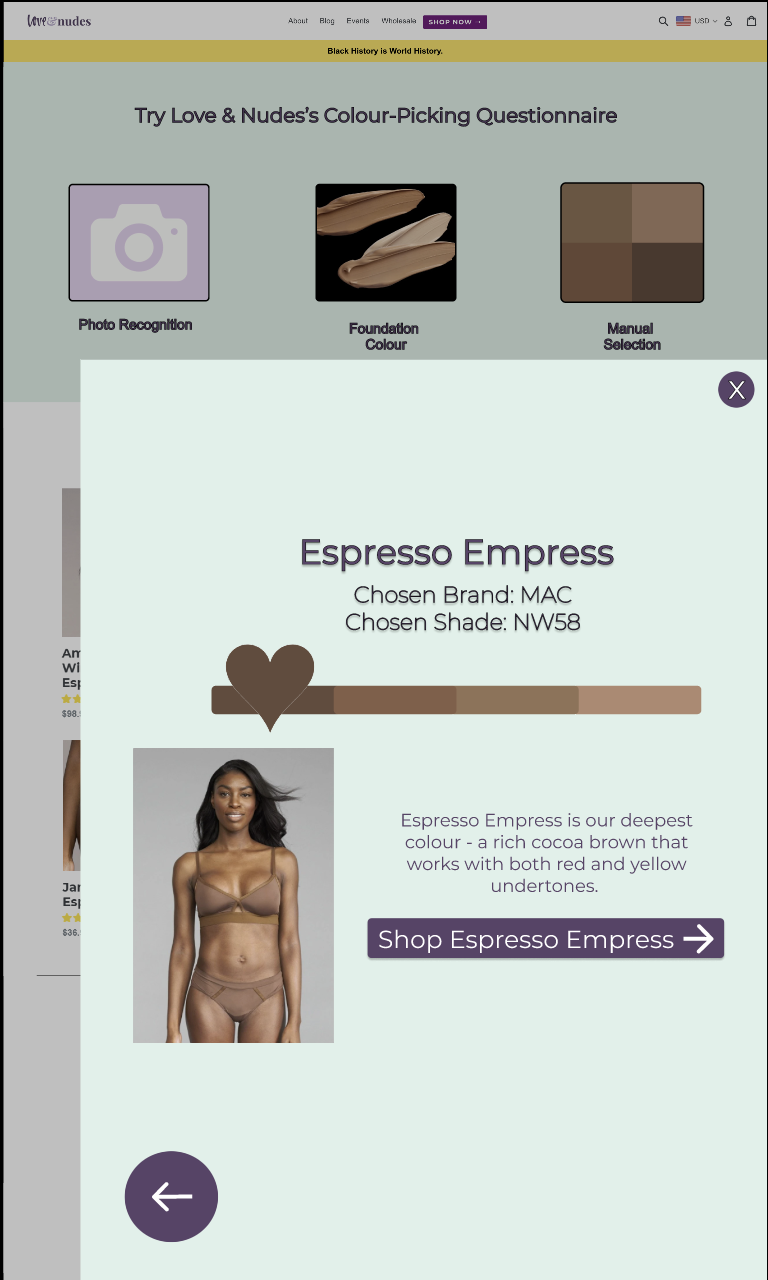 love&nudes
About Blog Events Wholesale SHOP NOW
USD
Black History is World History.
Try Love & Nudes's Colour-Picking Questionnaire
Photo Recognition
Foundation
Colour
Manual
Selection
X
Espresso Empress
Chosen Brand: MAC
Chosen Shade: NW58
Am
Wi
Esp
$98.
Espresso Empress is our deepest
colour - a rich cocoa brown that
works with both red and yellow
undertones.
Shop Espresso Empress
Jar
Esp
$36.